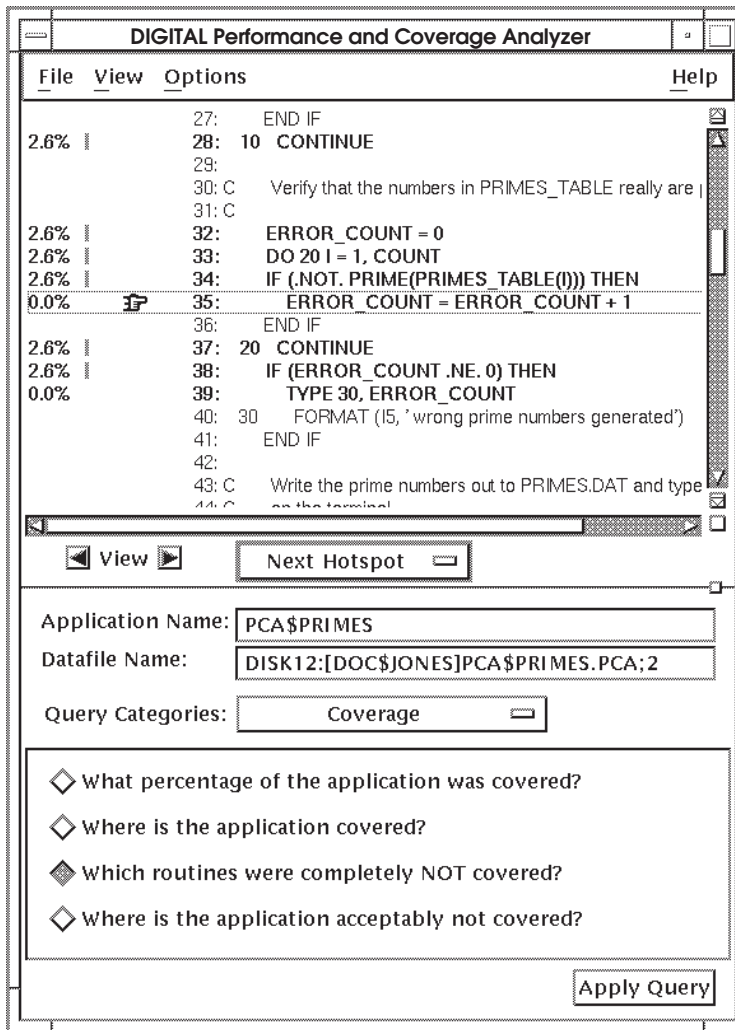 DIGITAL Performance and Coverage Analyzer
File View Options Help
27: END IF
2.6% 28: 10 CONTINUE
29:
30: C Verify that the numbers in PRIMES_TABLE really are
31: C
2.6% 32: ERROR_COUNT = 0
2.6% 33: DO 20 I = 1, COUNT
2.6% 34: IF (.NOT. PRIME(PRIMES_TABLE(I))) THEN
0.0% 35: ERROR_COUNT = ERROR_COUNT + 1
36: END IF
2.6% 37: 20 CONTINUE
2.6% 38: IF (ERROR_COUNT .NE. 0) THEN
0.0% 39: TYPE 30, ERROR_COUNT
40: 30 FORMAT (I5, ' wrong prime numbers generated')
41: END IF
42:
43: C Write the prime numbers out to PRIMES.DAT and type
44: C on the terminal
View Next Hotspot
Application Name: PCA$PRIMES
Datafile Name: DISK12:[DOC$JONES]PCA$PRIMES.PCA;2
Query Categories: Coverage
What percentage of the application was covered?
Where is the application covered?
Which routines were completely NOT covered?
Where is the application acceptably not covered?
Apply Query